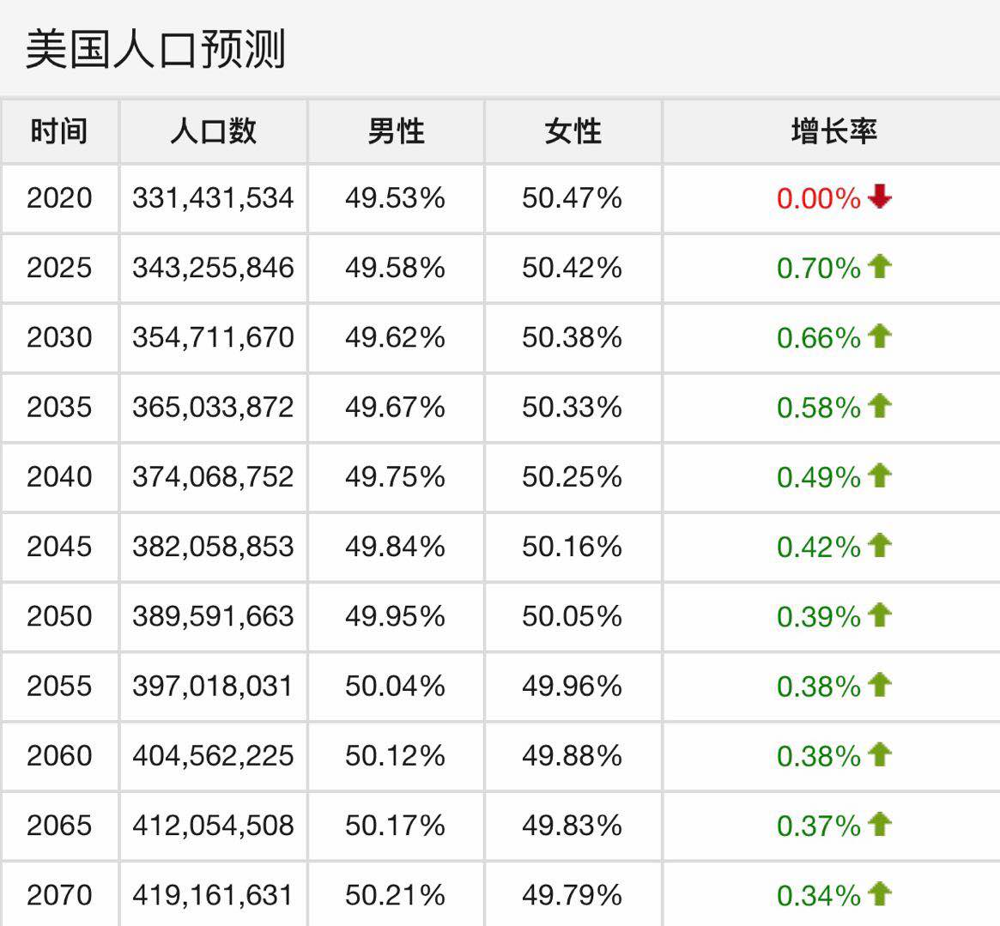 美国人口预测
时间 人口数 男性 女性 增长率
2020 331,431,534 49.53% 50.47% 0.00%
2025 343,255,846 49.58% 50.42% 0.70%
2030 354,711,670 49.62% 50.38% 0.66%
2035 365,033,872 49.67% 50.33% 0.58%
2040 374,068,752 49.75% 50.25% 0.49%
2045 382,058,853 49.84% 50.16% 0.42%
2050 389,591,663 49.95% 50.05% 0.39%
2055 397,018,031 50.04% 49.96% 0.38%
2060 404,562,225 50.12% 49.88% 0.38%
2065 412,054,508 50.17% 49.83% 0.37%
2070 419,161,631 50.21% 49.79% 0.34%